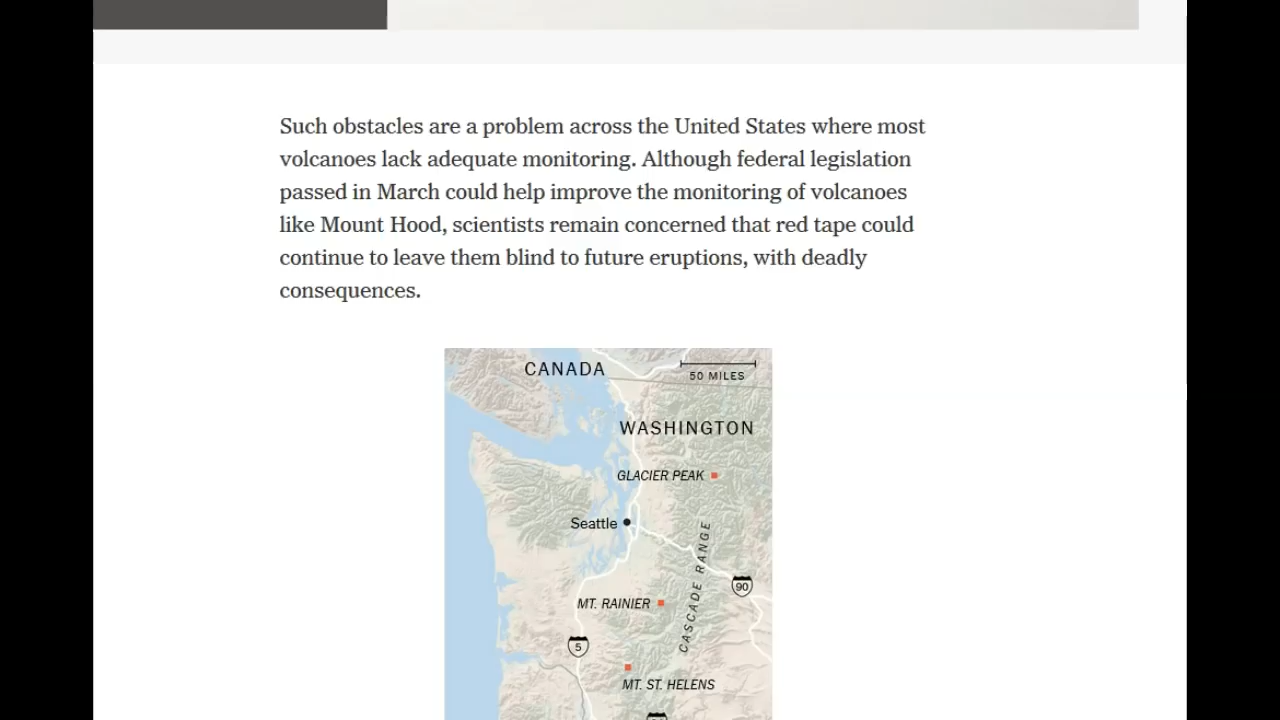 Such obstacles are a problem across the United States where most
volcanoes lack adequate monitoring. Although federal legislation
passed in March could help improve the monitoring of volcanoes
like Mount Hood, scientists remain concerned that red tape could
continue to leave them blind to future eruptions, with deadly
consequences.
CANADA
50 MILES
WASHINGTON
GLACIER PEAK
Seattle
CASCADE RANGE
90
MT. RAINIER
5
MT. ST. HELENS